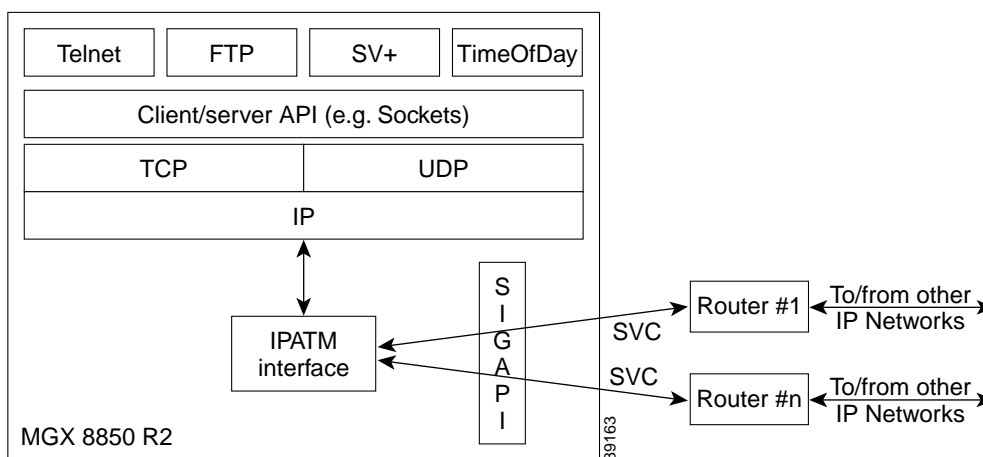 Telnet
FTP
SV+
TimeOfDay
Client/server API (e.g. Sockets)
TCP
UDP
IP
IPATM
interface
SIGAPI
SVC
SVC
Router #1
To/from other
IP Networks
Router #n
To/from other
IP Networks
MGX 8850 R2